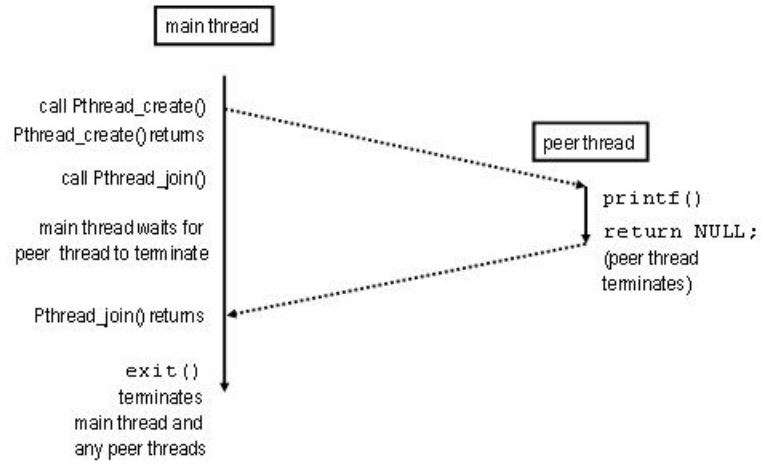 main thread
call Pthread_create()
Pthread_create() returns
call Pthread_join()
main thread waits for
peer thread to terminate
Pthread_join() returns
exit()
terminates
main thread and
any peer threads
peer thread
printf()
return NULL;
(peer thread
terminates)